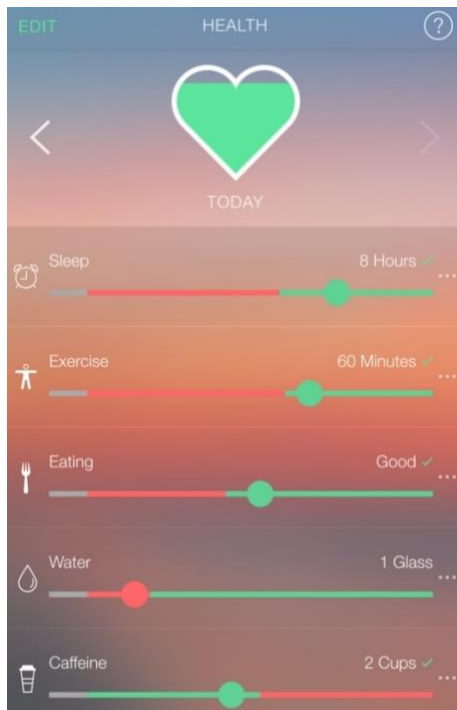 EDIT HEALTH ?
TODAY
Sleep 8 Hours ✓
Exercise 60 Minutes ✓
Eating Good ✓
Water 1 Glass
Caffeine 2 Cups ✓